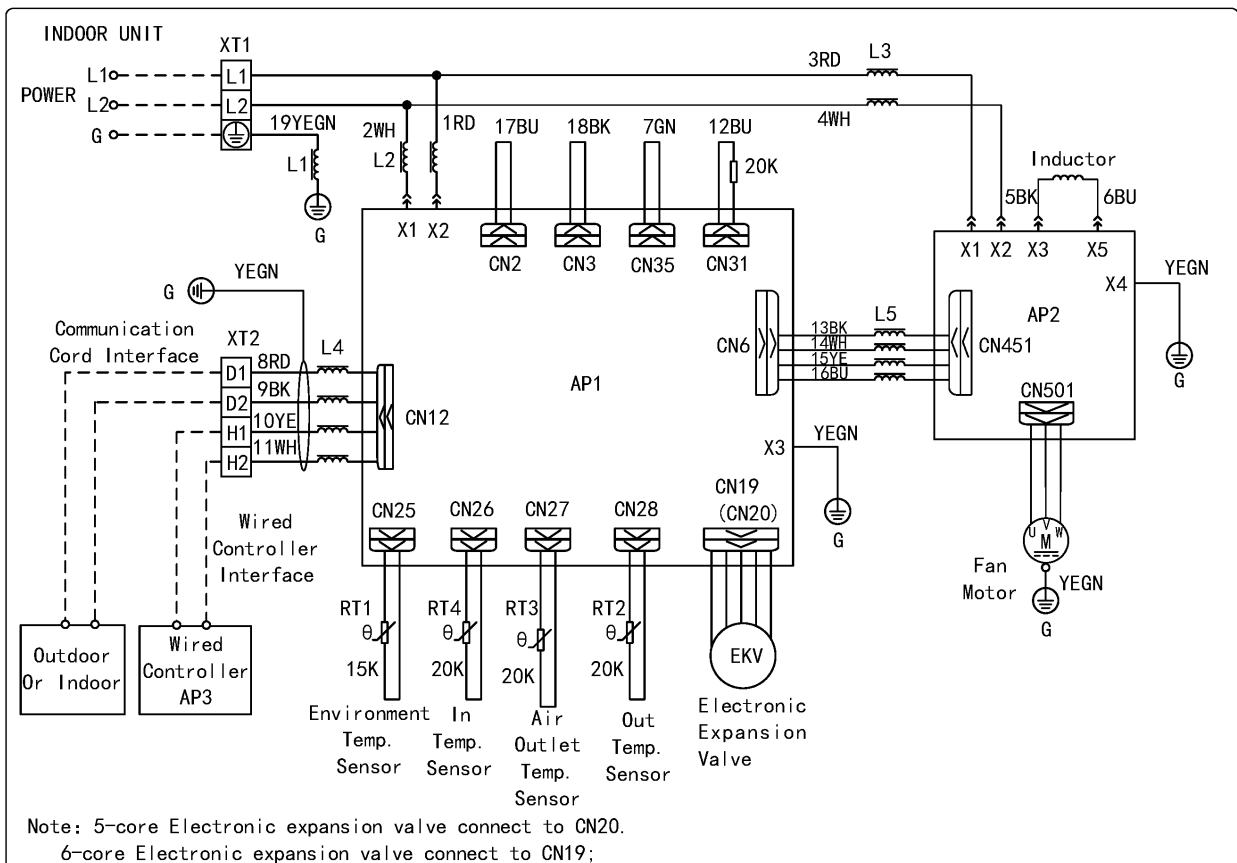 INDOOR UNIT
XT1
L1 L1
POWER
L2 L2
G
19YEGN
L1
G
2WH
L2
1RD
17BU
18BK
7GN
12BU
20K
3RD
L3
4WH
Inductor
5BK
6BU
X1 X2
CN2
CN3
CN35
CN31
X1 X2 X3 X5
X4
YEGN
G
AP2
YEGN
G
Communication
Cord Interface
XT2
L4
D1 8RD
D2 9BK
H1 10YE
H2 11WH
CN12
AP1
CN6
13BK
14WH
15YE
16BU
L5
CN451
CN501
X3
YEGN
G
U V W
M
Fan
Motor
YEGN
G
Wired
Controller
Interface
CN25
CN26
CN27
CN28
CN19
(CN20)
RT1
θ
15K
RT4
θ
20K
RT3
θ
20K
RT2
θ
20K
EKV
Outdoor
Or Indoor
Wired
Controller
AP3
Environment
Temp.
Sensor
In
Temp.
Sensor
Air
Outlet
Temp.
Sensor
Out
Temp.
Sensor
Electronic
Expansion
Valve
Note: 5-core Electronic expansion valve connect to CN20.
6-core Electronic expansion valve connect to CN19;